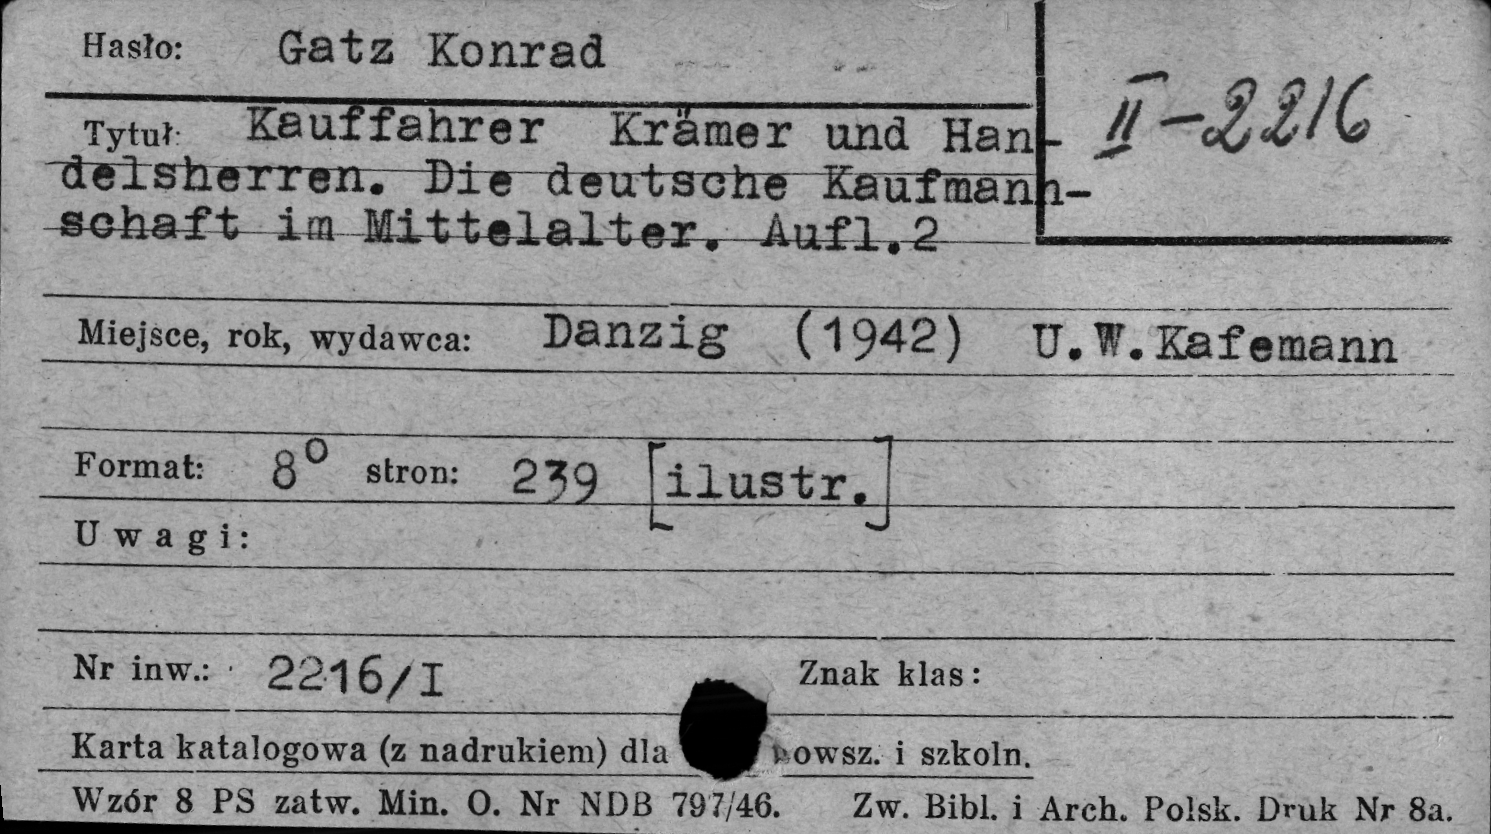 Hasło: Gatz Konrad
II-2216
Tytuł: Kauffahrer Krämer und Han-
delsherren. Die deutsche Kaufmann-
schaft im Mittelalter. Aufl.2
Miejsce, rok, wydawca: Danzig (1942) U.W.Kafemann
Format: 8° stron: 239 [ilustr.]
Uwagi:
Nr inw.: 2216/I Znak klas:
Karta katalogowa (z nadrukiem) dla owsz. i szkoln.
Wzór 8 PS zatw. Min. O. Nr NDB 797/46. Zw. Bibl. i Arch. Polsk. Druk Nr 8a.